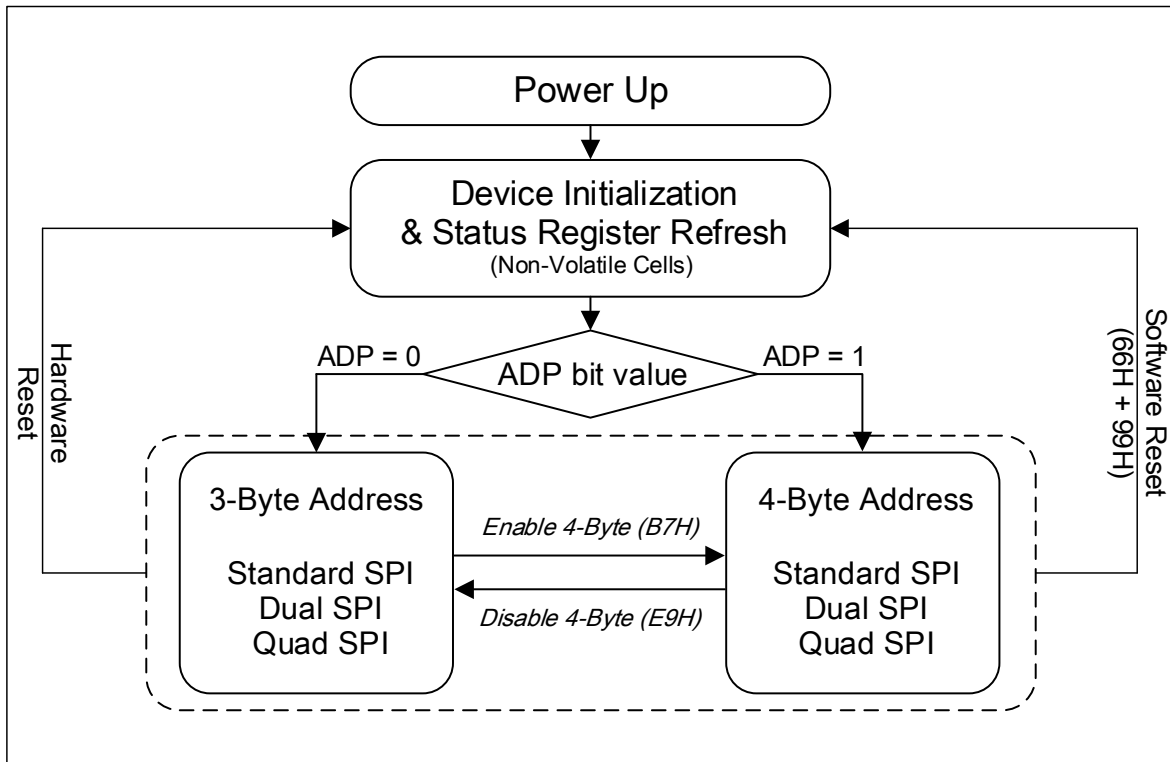 Power Up
Device Initialization
& Status Register Refresh
(Non-Volatile Cells)
Hardware
Reset
Software Reset
(66H + 99H)
ADP = 0
ADP bit value
ADP = 1
3-Byte Address
Standard SPI
Dual SPI
Quad SPI
Enable 4-Byte (B7H)
Disable 4-Byte (E9H)
4-Byte Address
Standard SPI
Dual SPI
Quad SPI